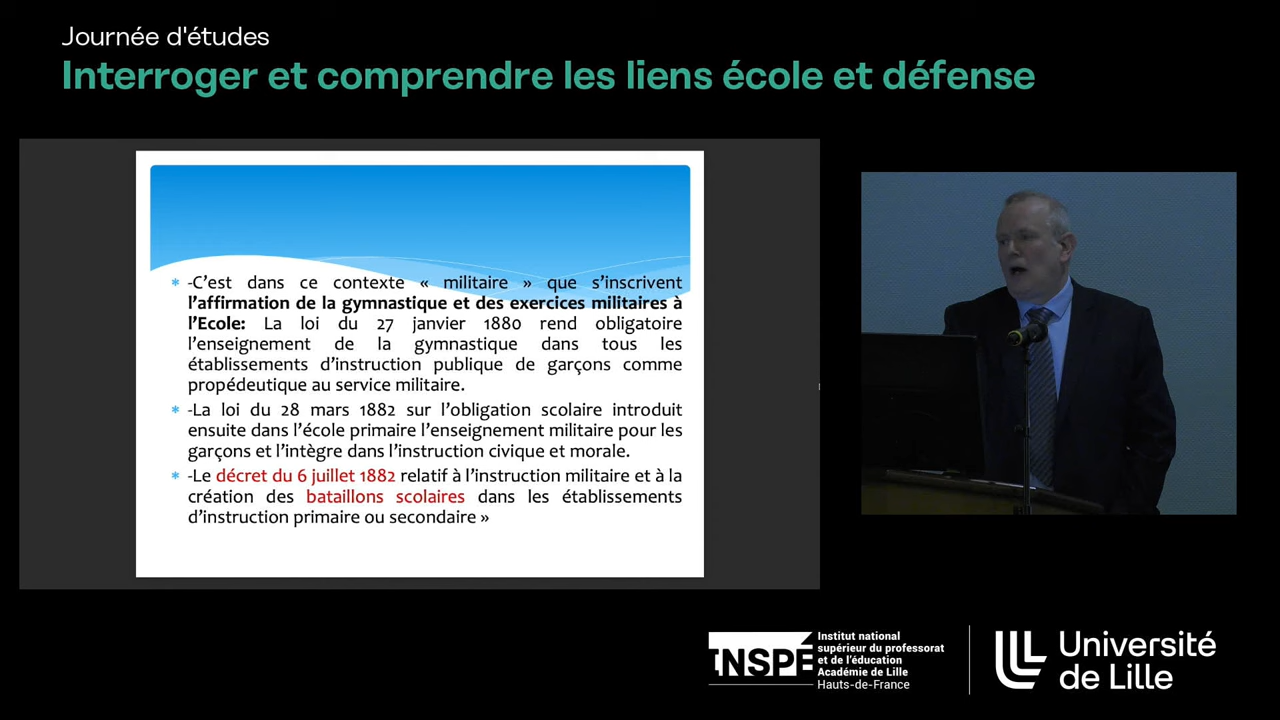 Journée d'études
Interroger et comprendre les liens école et défense
-C’est dans ce contexte « militaire » que s’inscrivent
l’affirmation de la gymnastique et des exercices militaires à
l’Ecole: La loi du 27 janvier 1880 rend obligatoire
l’enseignement de la gymnastique dans tous les
établissements d’instruction publique de garçons comme
propédeutique au service militaire.
-La loi du 28 mars 1882 sur l’obligation scolaire introduit
ensuite dans l’école primaire l’enseignement militaire pour les
garçons et l’intègre dans l’instruction civique et morale.
-Le décret du 6 juillet 1882 relatif à l’instruction militaire et à la
création des bataillons scolaires dans les établissements
d’instruction primaire ou secondaire »
INSPÉ
Institut national
supérieur du professorat
et de l’éducation
Académie de Lille
Hauts-de-France
Université
de Lille